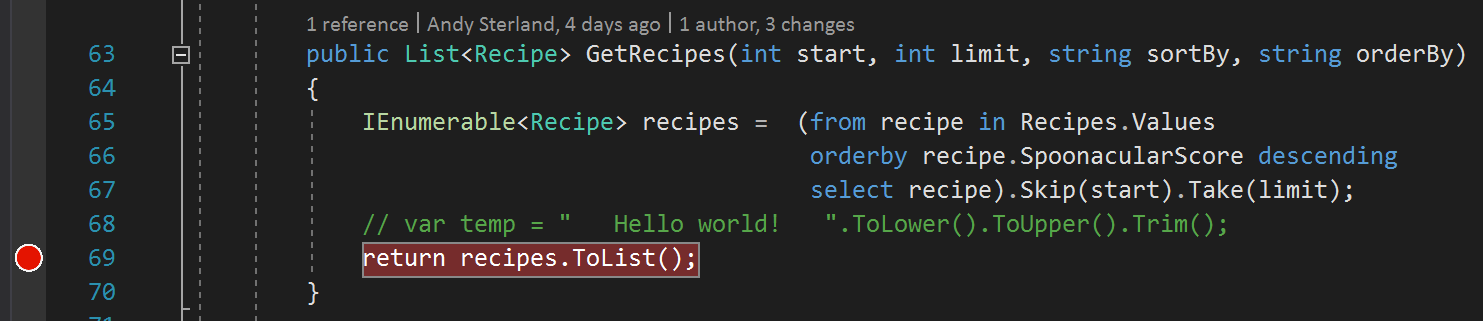 1 reference | Andy Sterland, 4 days ago | 1 author, 3 changes
63 public List<Recipe> GetRecipes(int start, int limit, string sortBy, string orderBy)
64 {
65 IEnumerable<Recipe> recipes =  (from recipe in Recipes.Values
66 orderby recipe.SpoonacularScore descending
67 select recipe).Skip(start).Take(limit);
68 // var temp = "   Hello world!   ".ToLower().ToUpper().Trim();
69 return recipes.ToList();
70 }
71